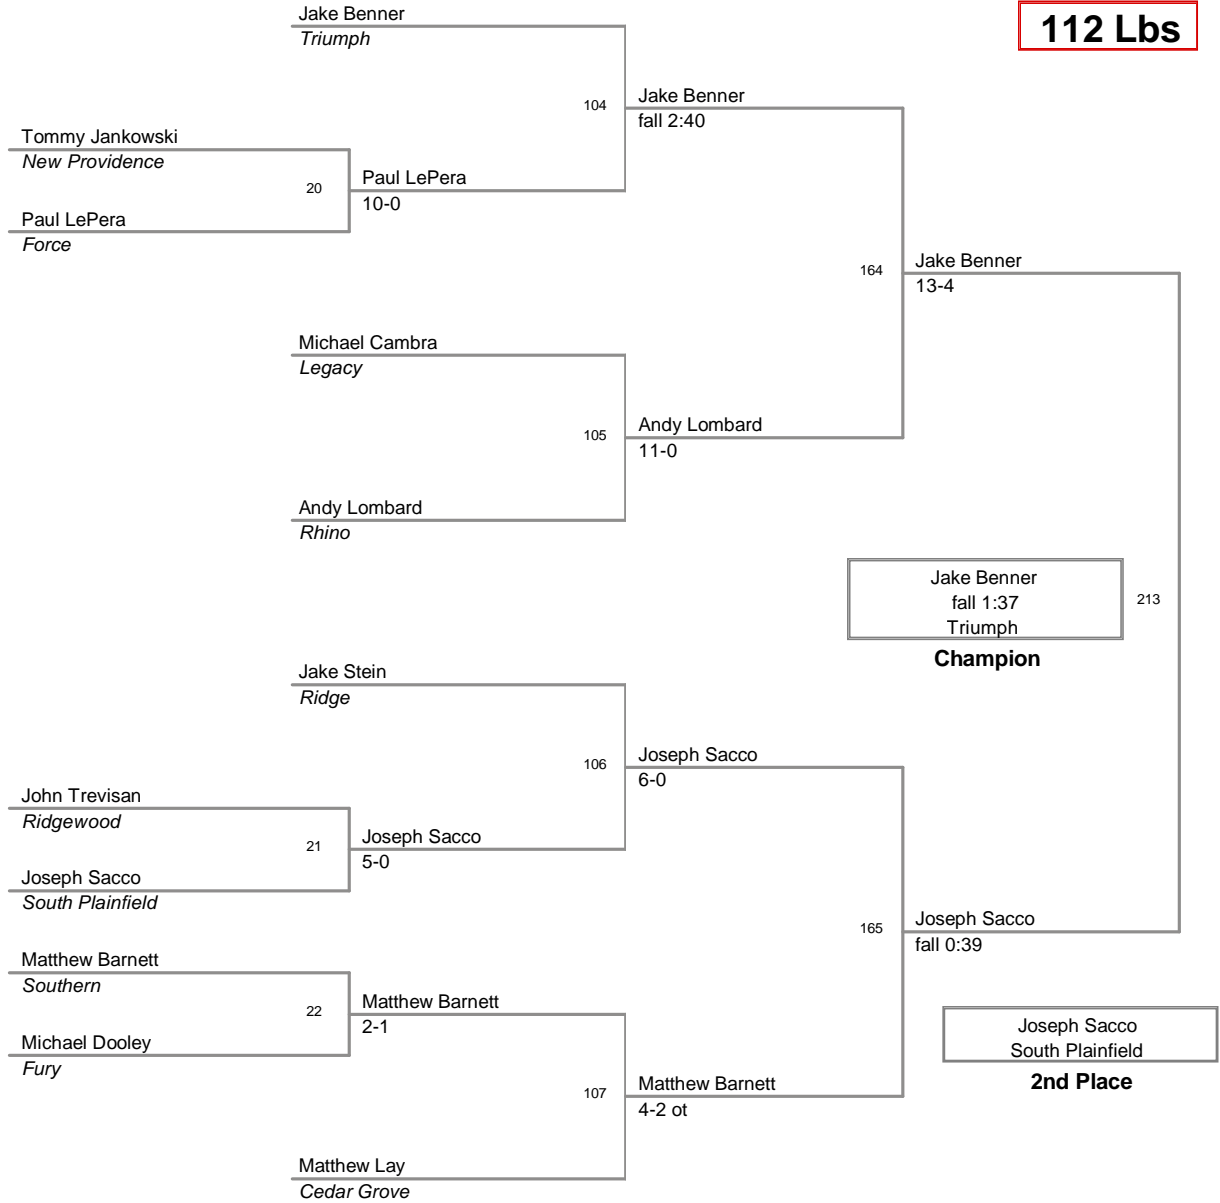 Jake Benner
Triumph
112 Lbs
104
Jake Benner
fall 2:40
Tommy Jankowski
New Providence
20
Paul LePera
10-0
Paul LePera
Force
164
Jake Benner
13-4
Michael Cambra
Legacy
105
Andy Lombard
11-0
Andy Lombard
Rhino
Jake Benner
fall 1:37
Triumph
213
Champion
Jake Stein
Ridge
106
Joseph Sacco
6-0
John Trevisan
Ridgewood
21
Joseph Sacco
5-0
Joseph Sacco
South Plainfield
165
Joseph Sacco
fall 0:39
Matthew Barnett
Southern
22
Matthew Barnett
2-1
Michael Dooley
Fury
Joseph Sacco
South Plainfield
2nd Place
107
Matthew Barnett
4-2 ot
Matthew Lay
Cedar Grove